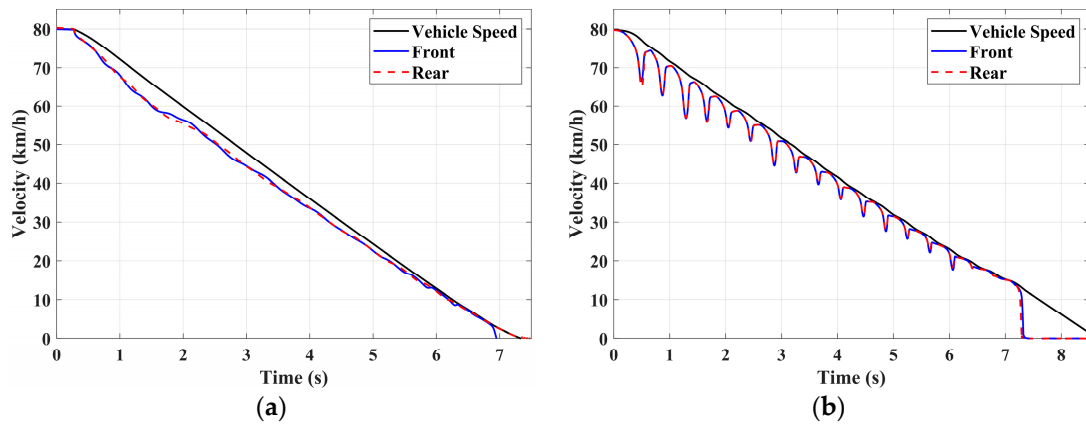 Vehicle Speed
Front
Rear
Velocity (km/h)
80
70
60
50
40
30
20
10
0
0 1 2 3 4 5 6 7
Time (s)
(a)
Vehicle Speed
Front
Rear
Velocity (km/h)
80
70
60
50
40
30
20
10
0
0 1 2 3 4 5 6 7 8
Time (s)
(b)